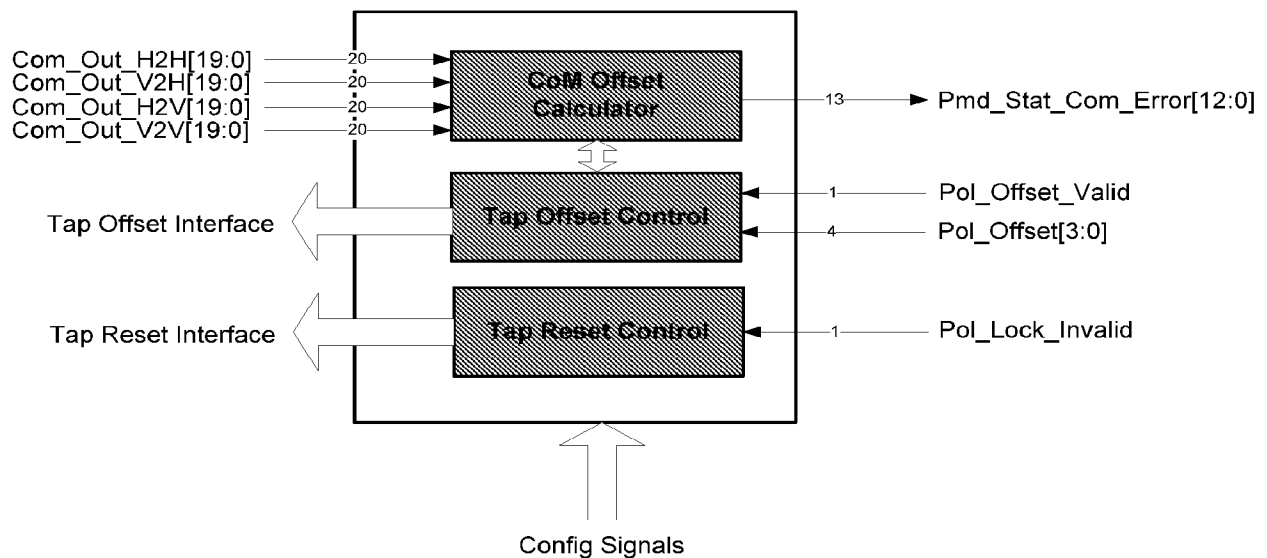 Com_Out_H2H[19:0]
20
Com_Out_V2H[19:0]
20
Com_Out_H2V[19:0]
20
Com_Out_V2V[19:0]
20
CoM Offset
Calculator
13
Pmd_Stat_Com_Error[12:0]
Tap Offset Interface
Tap Offset Control
1
Pol_Offset_Valid
4
Pol_Offset[3:0]
Tap Reset Interface
Tap Reset Control
1
Pol_Lock_Invalid
Config Signals